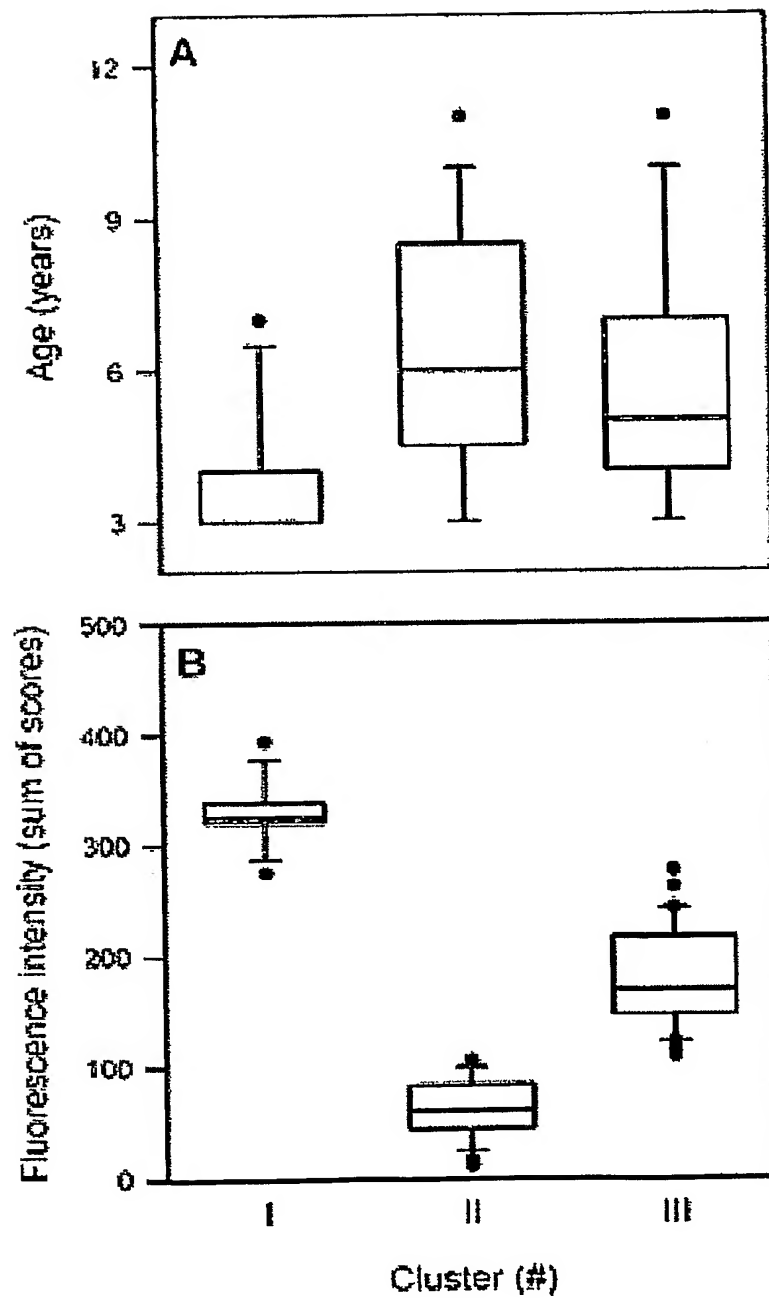 A
12
9
6
3
Age (years)
B
500
400
300
200
100
0
Fluorescence intensity (sum of scores)
I
II
III
Cluster (#)